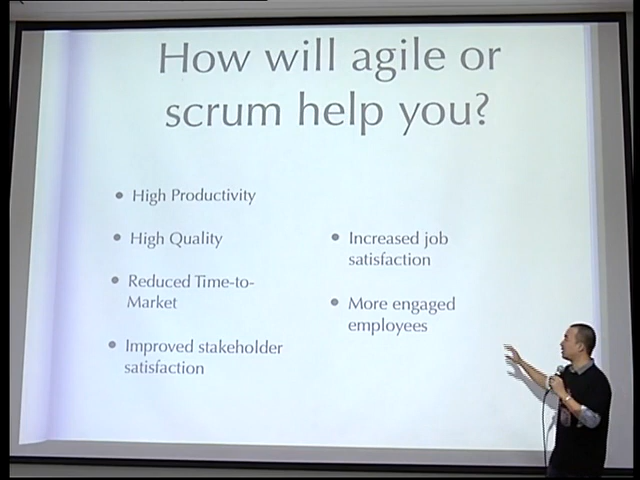 How will agile or
scrum help you?
• High Productivity
• High Quality
• Reduced Time-to-
Market
• Improved stakeholder
satisfaction
• Increased job
satisfaction
• More engaged
employees